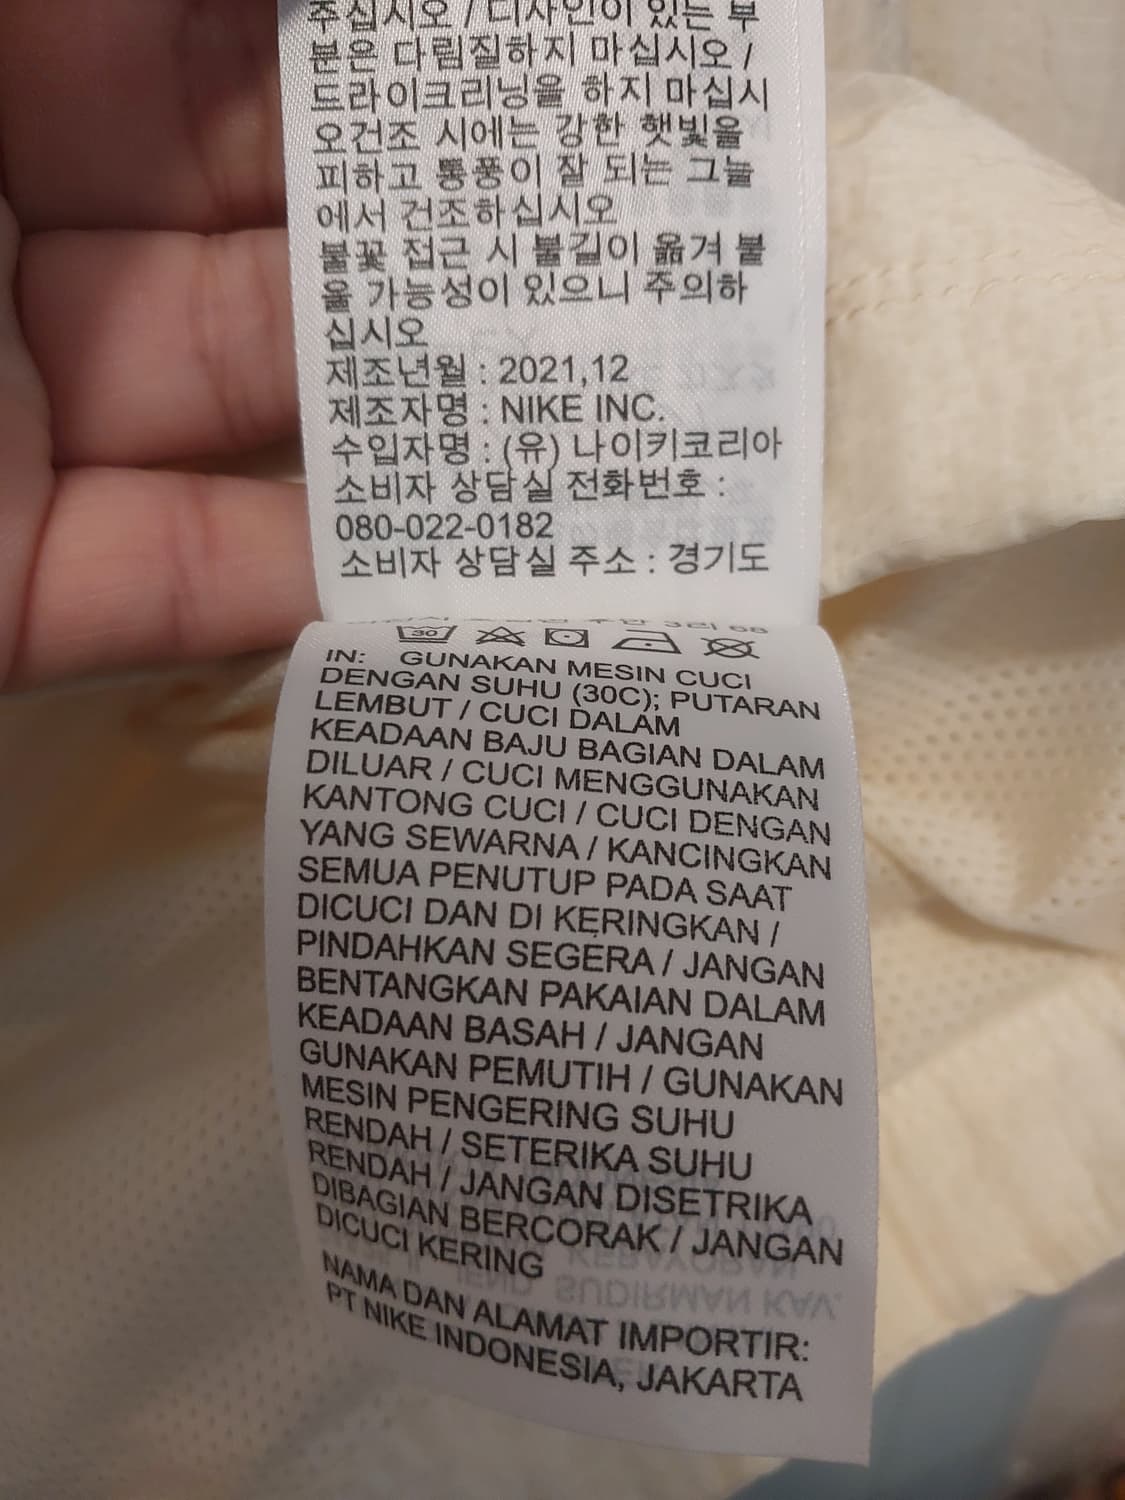 주십시오 / 디자인이 있는 부
분은 다림질하지 마십시오 /
드라이크리닝을 하지 마십시
오건조 시에는 강한 햇빛을
피하고 통풍이 잘 되는 그늘
에서 건조하십시오
불꽃 접근 시 불길이 옮겨 붙
을 가능성이 있으니 주의하
십시오
제조년월 : 2021,12
제조자명 : NIKE INC.
수입자명 : (유) 나이키코리아
소비자 상담실 전화번호 :
080-022-0182
소비자 상담실 주소 : 경기도
30
IN: GUNAKAN MESIN CUCI
DENGAN SUHU (30C); PUTARAN
LEMBUT / CUCI DALAM
KEADAAN BAJU BAGIAN DALAM
DILUAR / CUCI MENGGUNAKAN
KANTONG CUCI / CUCI DENGAN
YANG SEWARNA / KANCINGKAN
SEMUA PENUTUP PADA SAAT
DICUCI DAN DI KERINGKAN /
PINDAHKAN SEGERA / JANGAN
BENTANGKAN PAKAIAN DALAM
KEADAAN BASAH / JANGAN
GUNAKAN PEMUTIH / GUNAKAN
MESIN PENGERING SUHU
RENDAH / SETERIKA SUHU
RENDAH / JANGAN DISETRIKA
DIBAGIAN BERCORAK / JANGAN
DICUCI KERING
NAMA DAN ALAMAT IMPORTIR:
PT NIKE INDONESIA, JAKARTA